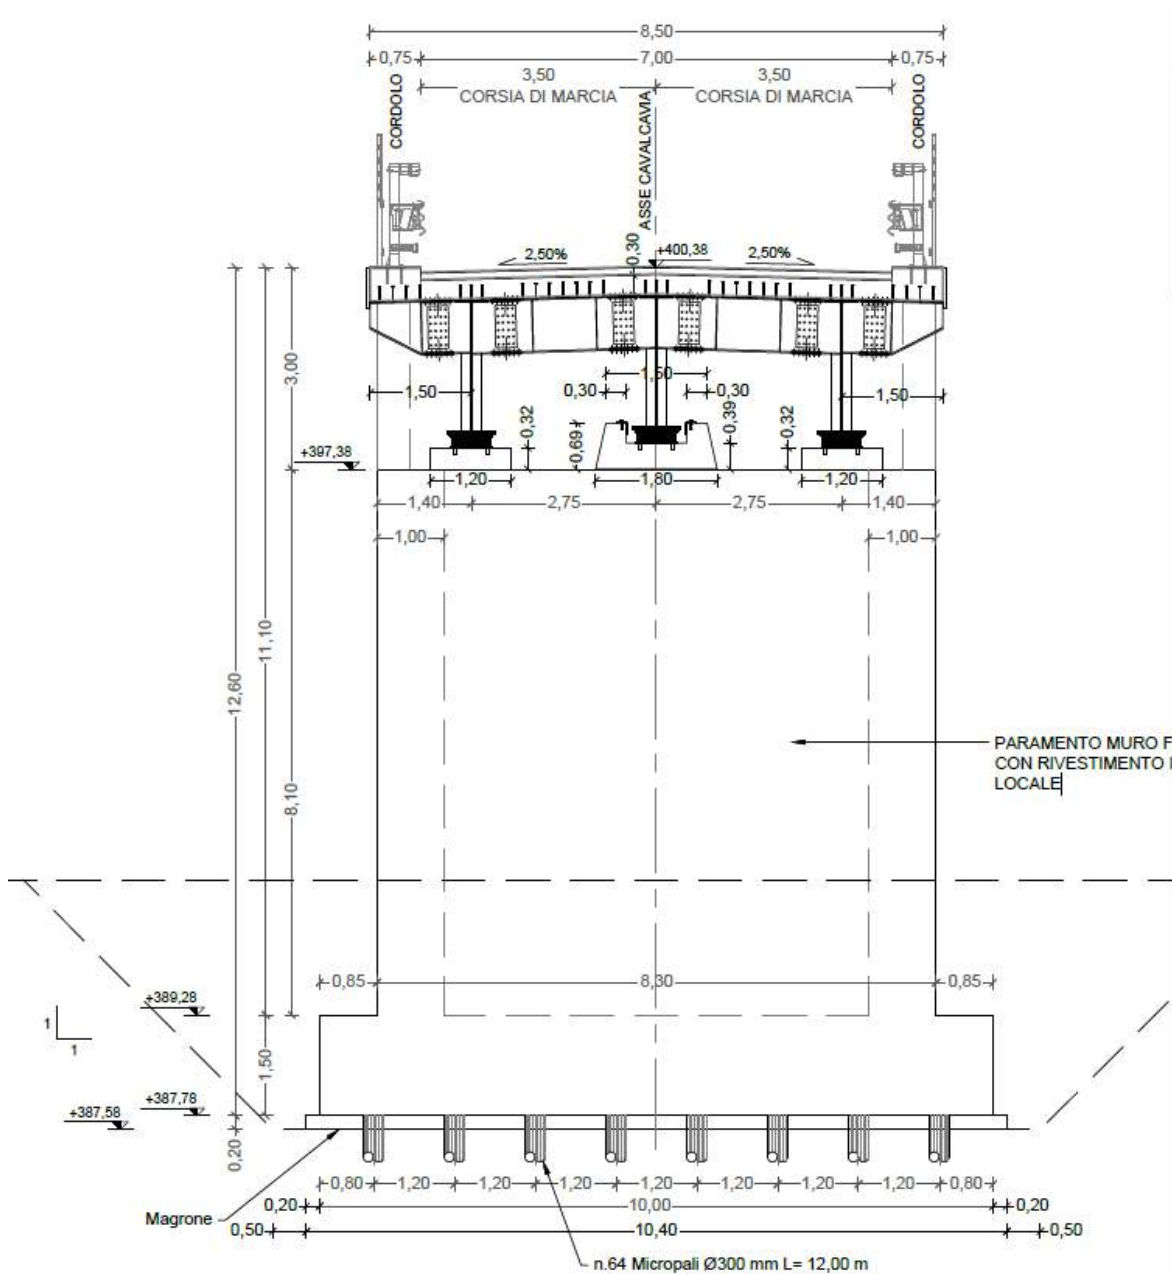 8,50
0,75 7,00 0,75
3,50 3,50
CORSIA DI MARCIA CORSIA DI MARCIA
CORDOLO
ASSE CAVALCAVIA
CORDOLO
0,30
+400,38
2,50% 2,50%
3,00
1,50
1,50
1,50
0,30 0,30
0,32
0,69
0,39
0,32
+397,38
1,20 1,80 1,20
1,40 2,75 2,75 1,40
1,00 1,00
12,60
11,10
8,10
PARAMENTO MURO F
CON RIVESTIMENTO
LOCALE
0,85 8,30 0,85
+389,28
1
1
1,50
+387,78
+387,58
0,20
0,80 1,20 1,20 1,20 1,20 1,20 1,20 1,20 0,80
0,20 10,00 0,20
Magrone
0,50 10,40 0,50
n.64 Micropali Ø300 mm L= 12,00 m